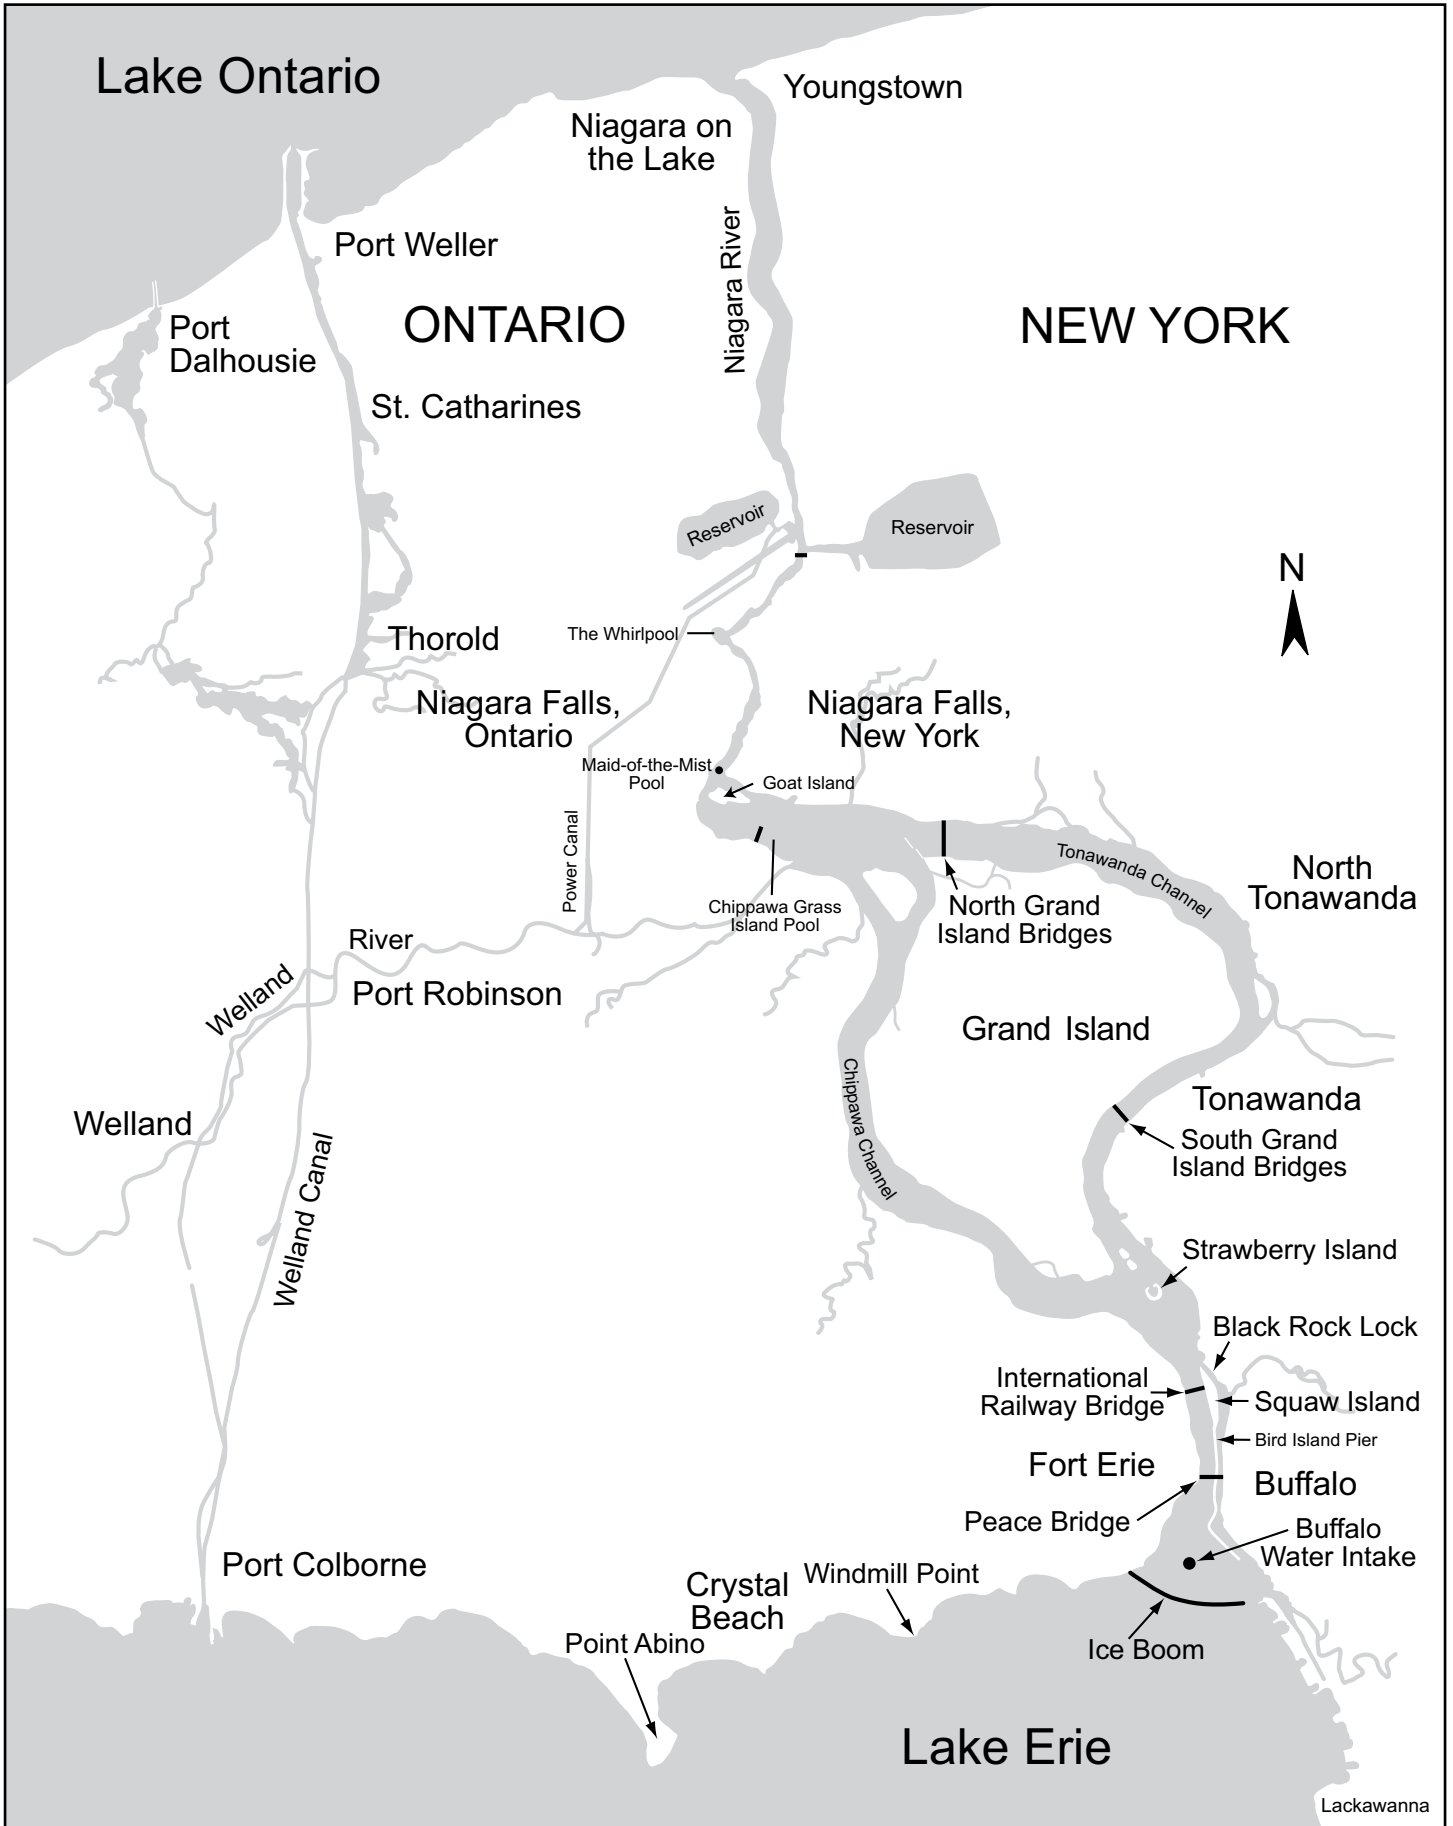 Lake Ontario
Youngstown
Niagara on
the Lake
Port Weller
Niagara River
ONTARIO
NEW YORK
Port
Dalhousie
St. Catharines
Reservoir
Reservoir
N
The Whirlpool
Thorold
Niagara Falls,
Ontario
Niagara Falls,
New York
Maid-of-the-Mist
Pool
Goat Island
Power Canal
Tonawanda Channel
North
Tonawanda
Chippawa Grass
Island Pool
North Grand
Island Bridges
River
Welland
Port Robinson
Grand Island
Chippawa Channel
Welland
Tonawanda
South Grand
Island Bridges
Welland Canal
Strawberry Island
Black Rock Lock
International
Railway Bridge
Squaw Island
Bird Island Pier
Fort Erie
Buffalo
Peace Bridge
Buffalo
Water Intake
Port Colborne
Crystal
Beach
Windmill Point
Point Abino
Ice Boom
Lake Erie
Lackawanna